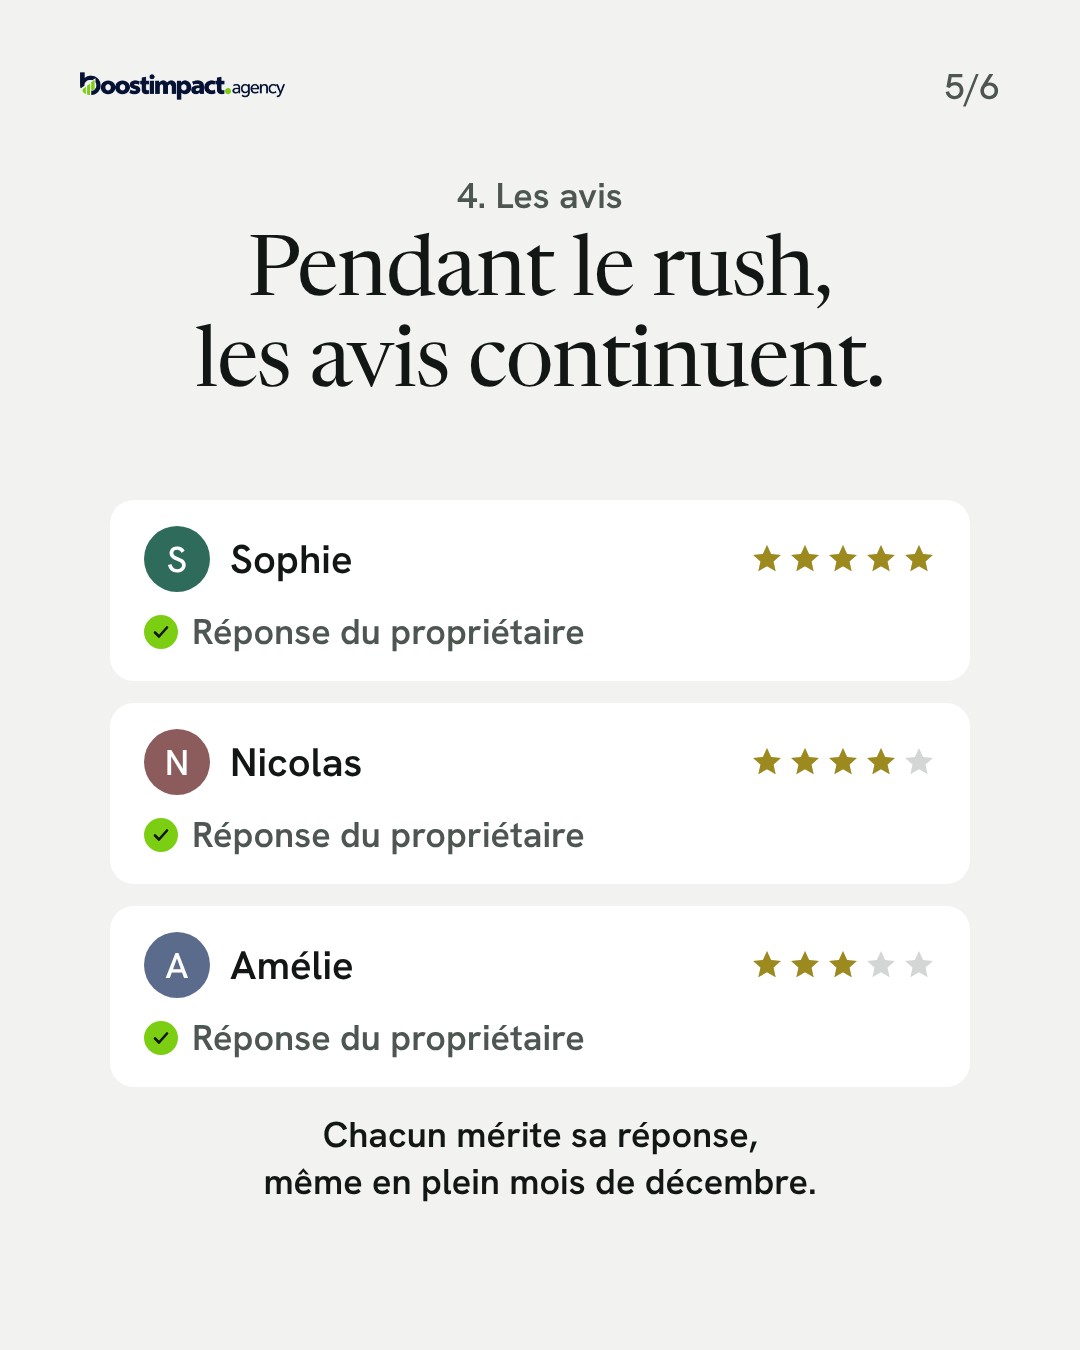 boostimpact.agency
5/6
4. Les avis
Pendant le rush,
les avis continuent.
S
Sophie
Réponse du propriétaire
N
Nicolas
Réponse du propriétaire
A
Amélie
Réponse du propriétaire
Chacun mérite sa réponse,
même en plein mois de décembre.